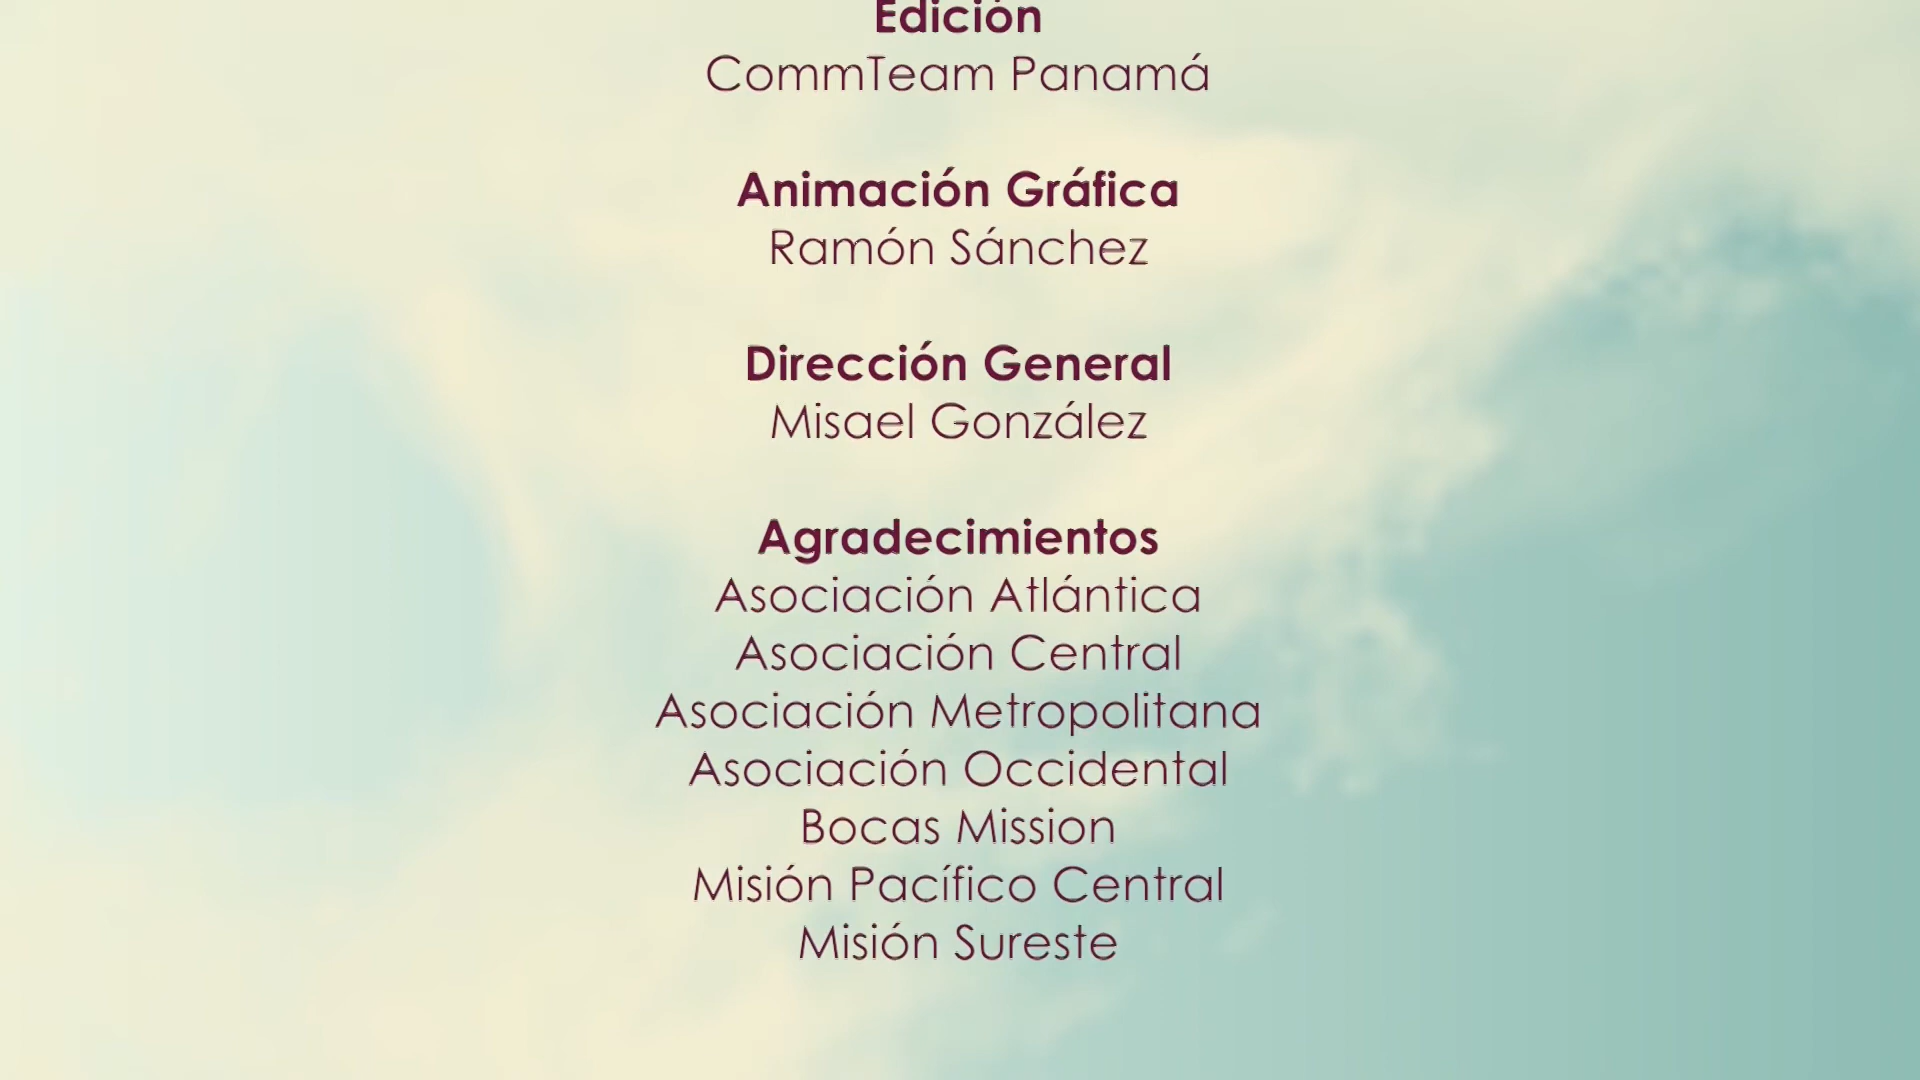 Edición
CommTeam Panamá
Animación Gráfica
Ramón Sánchez
Dirección General
Misael González
Agradecimientos
Asociación Atlántica
Asociación Central
Asociación Metropolitana
Asociación Occidental
Bocas Mission
Misión Pacífico Central
Misión Sureste